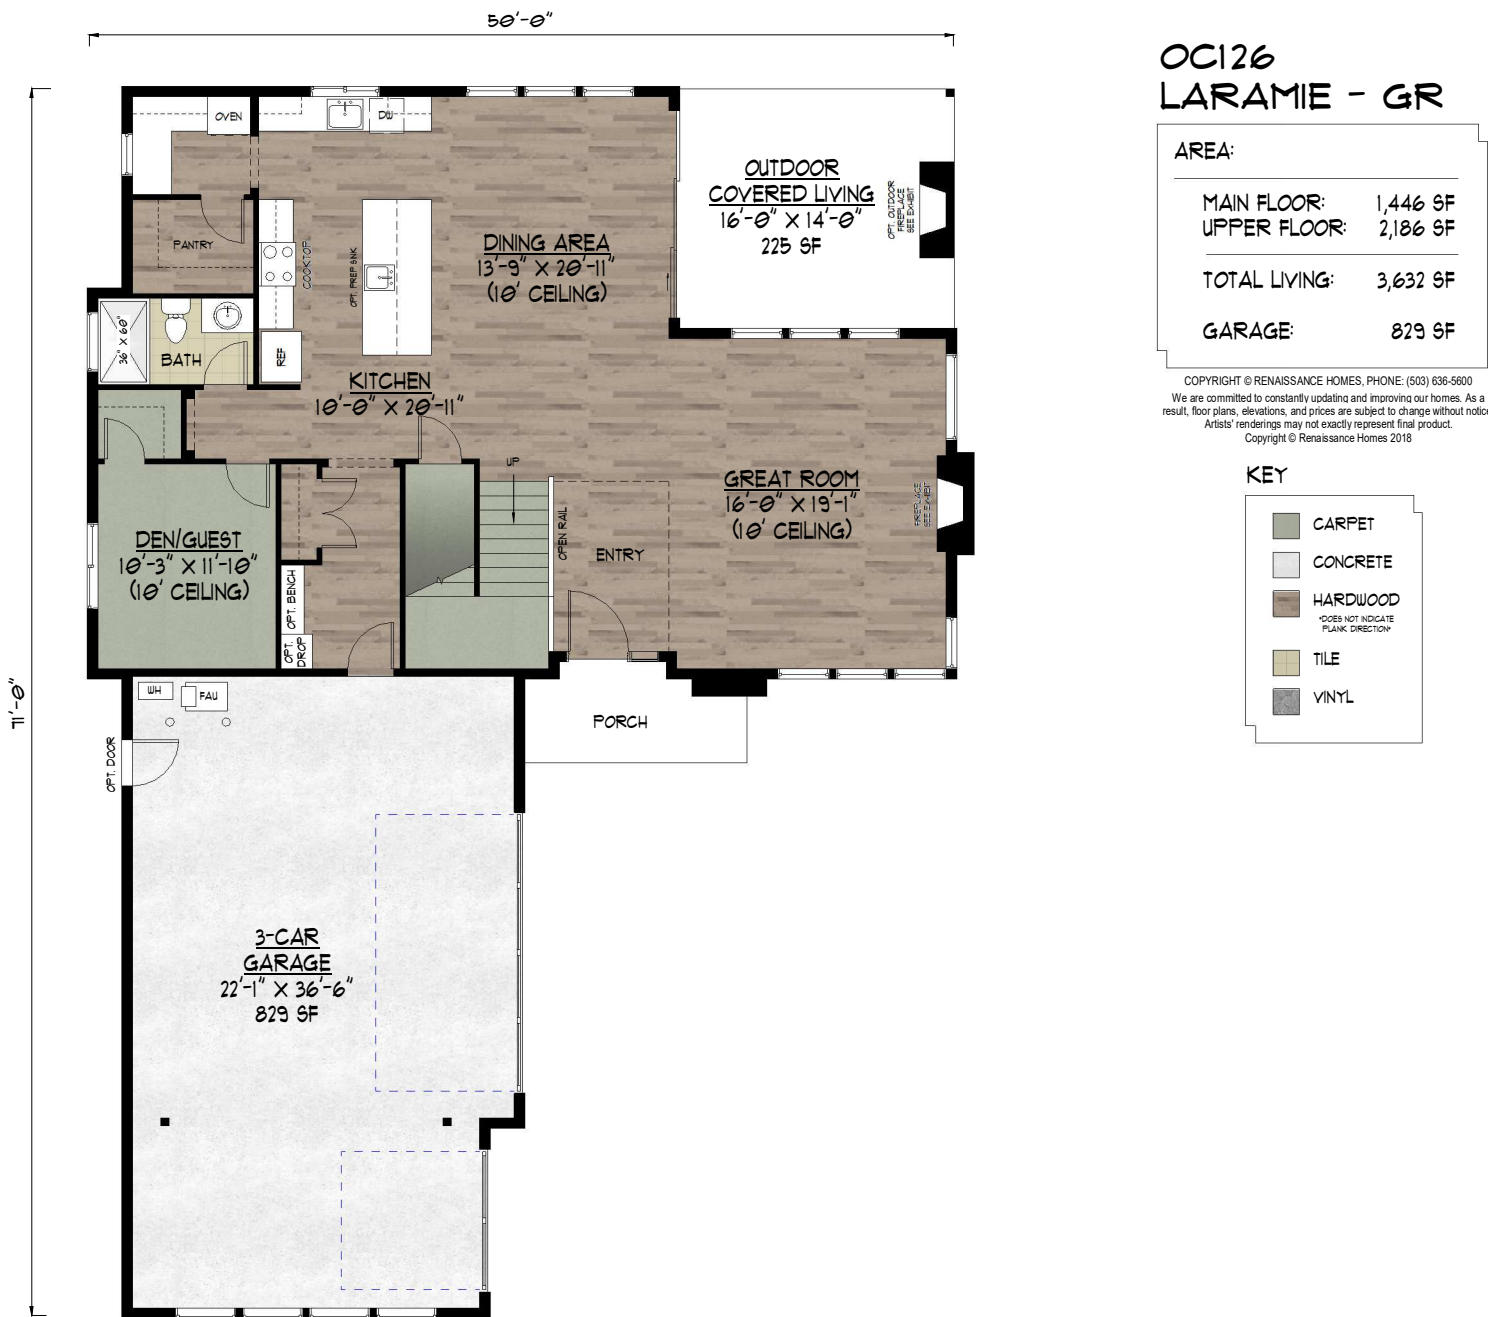 50'-0"
71'-0"
OC126
LARAMIE - GR
AREA:
MAIN FLOOR: 1,446 SF
UPPER FLOOR: 2,186 SF
TOTAL LIVING: 3,632 SF
GARAGE: 829 SF
COPYRIGHT © RENAISSANCE HOMES, PHONE: (503) 636-5600
We are committed to constantly updating and improving our homes. As a
result, floor plans, elevations, and prices are subject to change without notice
Artists' renderings may not exactly represent final product.
Copyright © Renaissance Homes 2018
KEY
CARPET
CONCRETE
HARDWOOD
*DOES NOT INDICATE
PLANK DIRECTION*
TILE
VINYL
OVEN
DW
PANTRY
COOKTOP
OPT. PREP SNK
REF
36" X 60"
BATH
KITCHEN
10'-0" X 20'-11"
DINING AREA
13'-9" X 20'-11"
(10' CEILING)
OUTDOOR
COVERED LIVING
16'-0" X 14'-0"
225 SF
OPT. OUTDOOR
FIREPLACE
SEE EXHIBIT
GREAT ROOM
16'-0" X 19'-1"
(10' CEILING)
FIREPLACE
SEE EXHIBIT
UP
OPEN RAIL
ENTRY
DEN/GUEST
10'-3" X 11'-10"
(10' CEILING)
OPT. BENCH
OPT.
DROP
PORCH
WH
FAU
OPT. DOOR
3-CAR
GARAGE
22'-1" X 36'-6"
829 SF